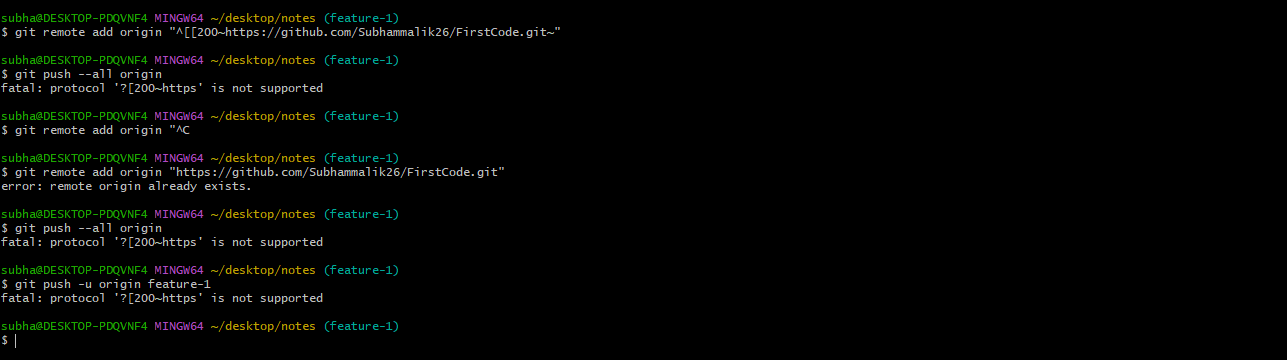 subha@DESKTOP-PDQVNF4 MINGW64 ~/desktop/notes (feature-1)
$ git remote add origin "^[[200~https://github.com/Subhammalik26/FirstCode.git~"
subha@DESKTOP-PDQVNF4 MINGW64 ~/desktop/notes (feature-1)
$ git push --all origin
fatal: protocol '?[200~https' is not supported
subha@DESKTOP-PDQVNF4 MINGW64 ~/desktop/notes (feature-1)
$ git remote add origin "^C
subha@DESKTOP-PDQVNF4 MINGW64 ~/desktop/notes (feature-1)
$ git remote add origin "https://github.com/Subhammalik26/FirstCode.git"
error: remote origin already exists.
subha@DESKTOP-PDQVNF4 MINGW64 ~/desktop/notes (feature-1)
$ git push --all origin
fatal: protocol '?[200~https' is not supported
subha@DESKTOP-PDQVNF4 MINGW64 ~/desktop/notes (feature-1)
$ git push -u origin feature-1
fatal: protocol '?[200~https' is not supported
subha@DESKTOP-PDQVNF4 MINGW64 ~/desktop/notes (feature-1)
$